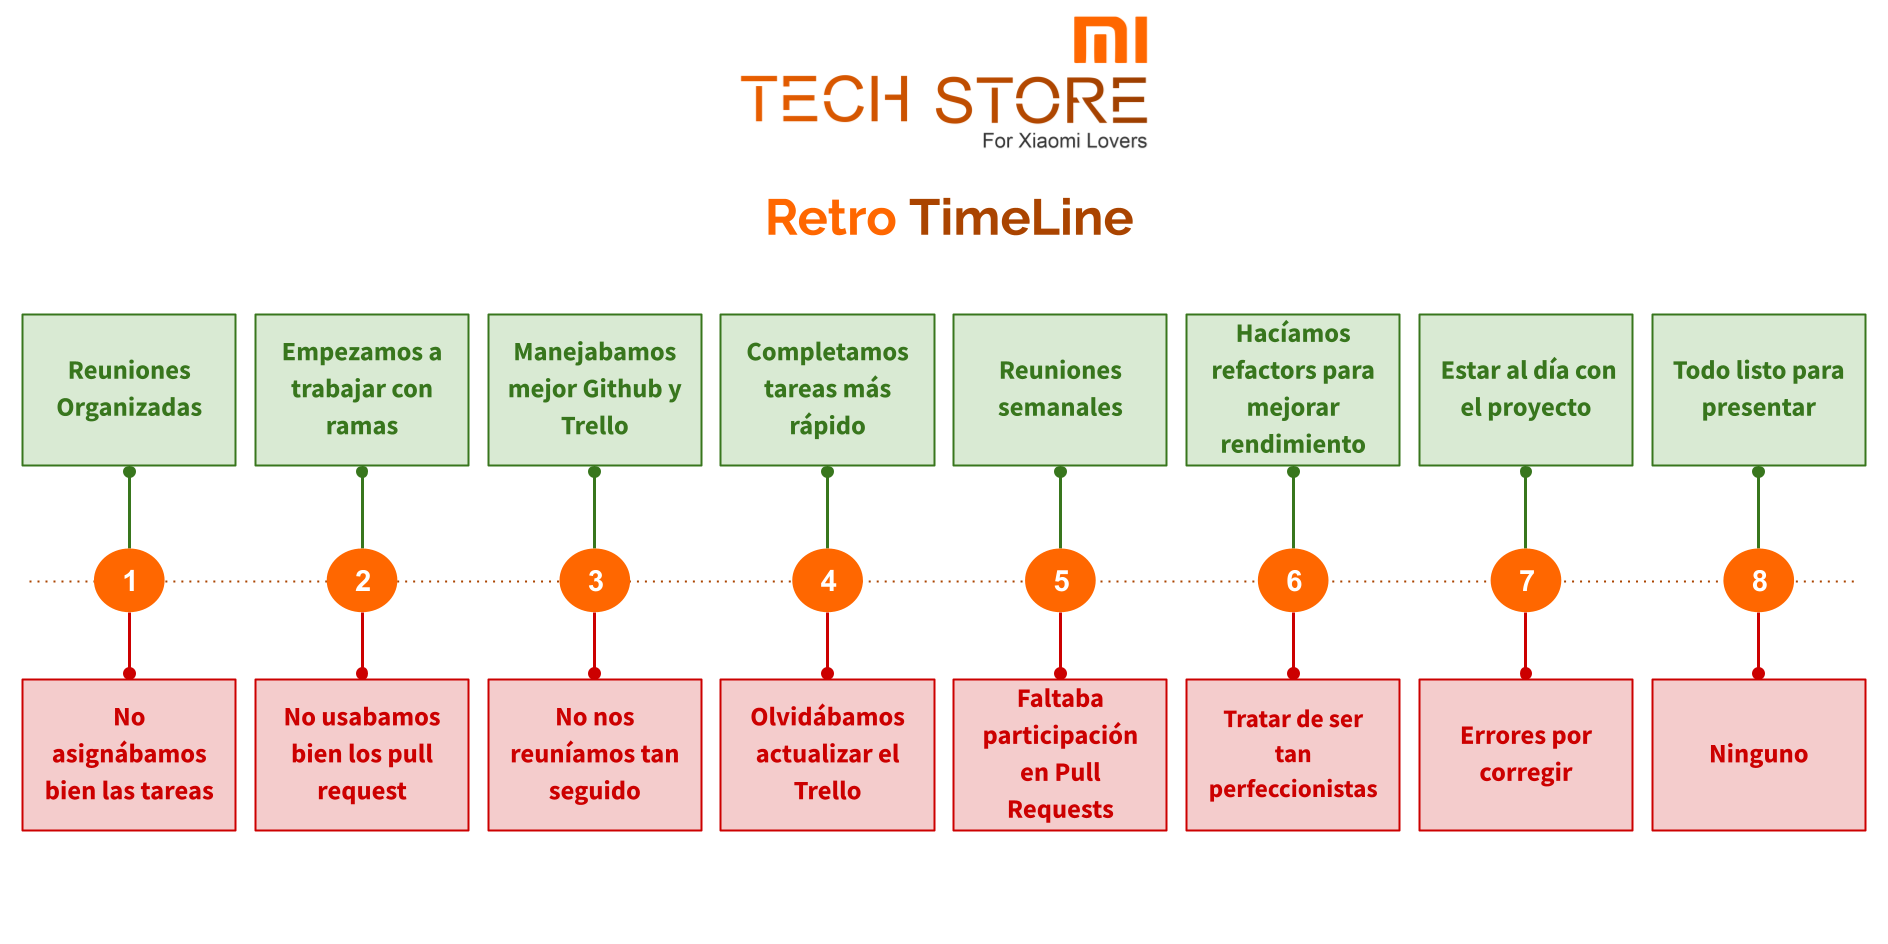 mi
TECH STORE
For Xiaomi Lovers
Retro TimeLine
Reuniones
Organizadas
Empezamos a
trabajar con
ramas
Manejabamos
mejor Github y
Trello
Completamos
tareas más
rápido
Reuniones
semanales
Hacíamos
refactors para
mejorar
rendimiento
Estar al día con
el proyecto
Todo listo para
presentar
1
2
3
4
5
6
7
8
No
asignábamos
bien las tareas
No usabamos
bien los pull
request
No nos
reuníamos tan
seguido
Olvidábamos
actualizar el
Trello
Faltaba
participación
en Pull
Requests
Tratar de ser
tan
perfeccionistas
Errores por
corregir
Ninguno